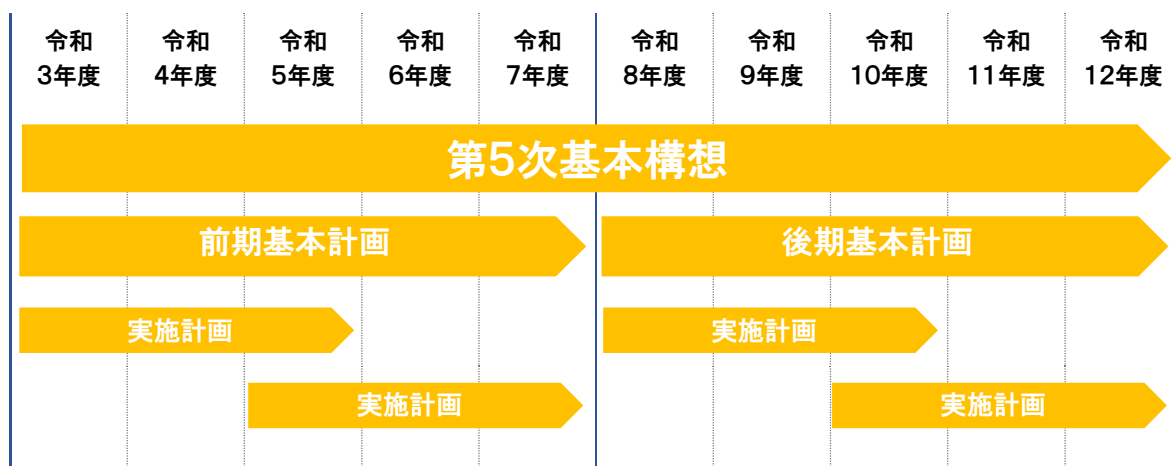 令和
3年度
令和
4年度
令和
5年度
令和
6年度
令和
7年度
令和
8年度
令和
9年度
令和
10年度
令和
11年度
令和
12年度
第5次基本構想
前期基本計画
後期基本計画
実施計画
実施計画
実施計画
実施計画